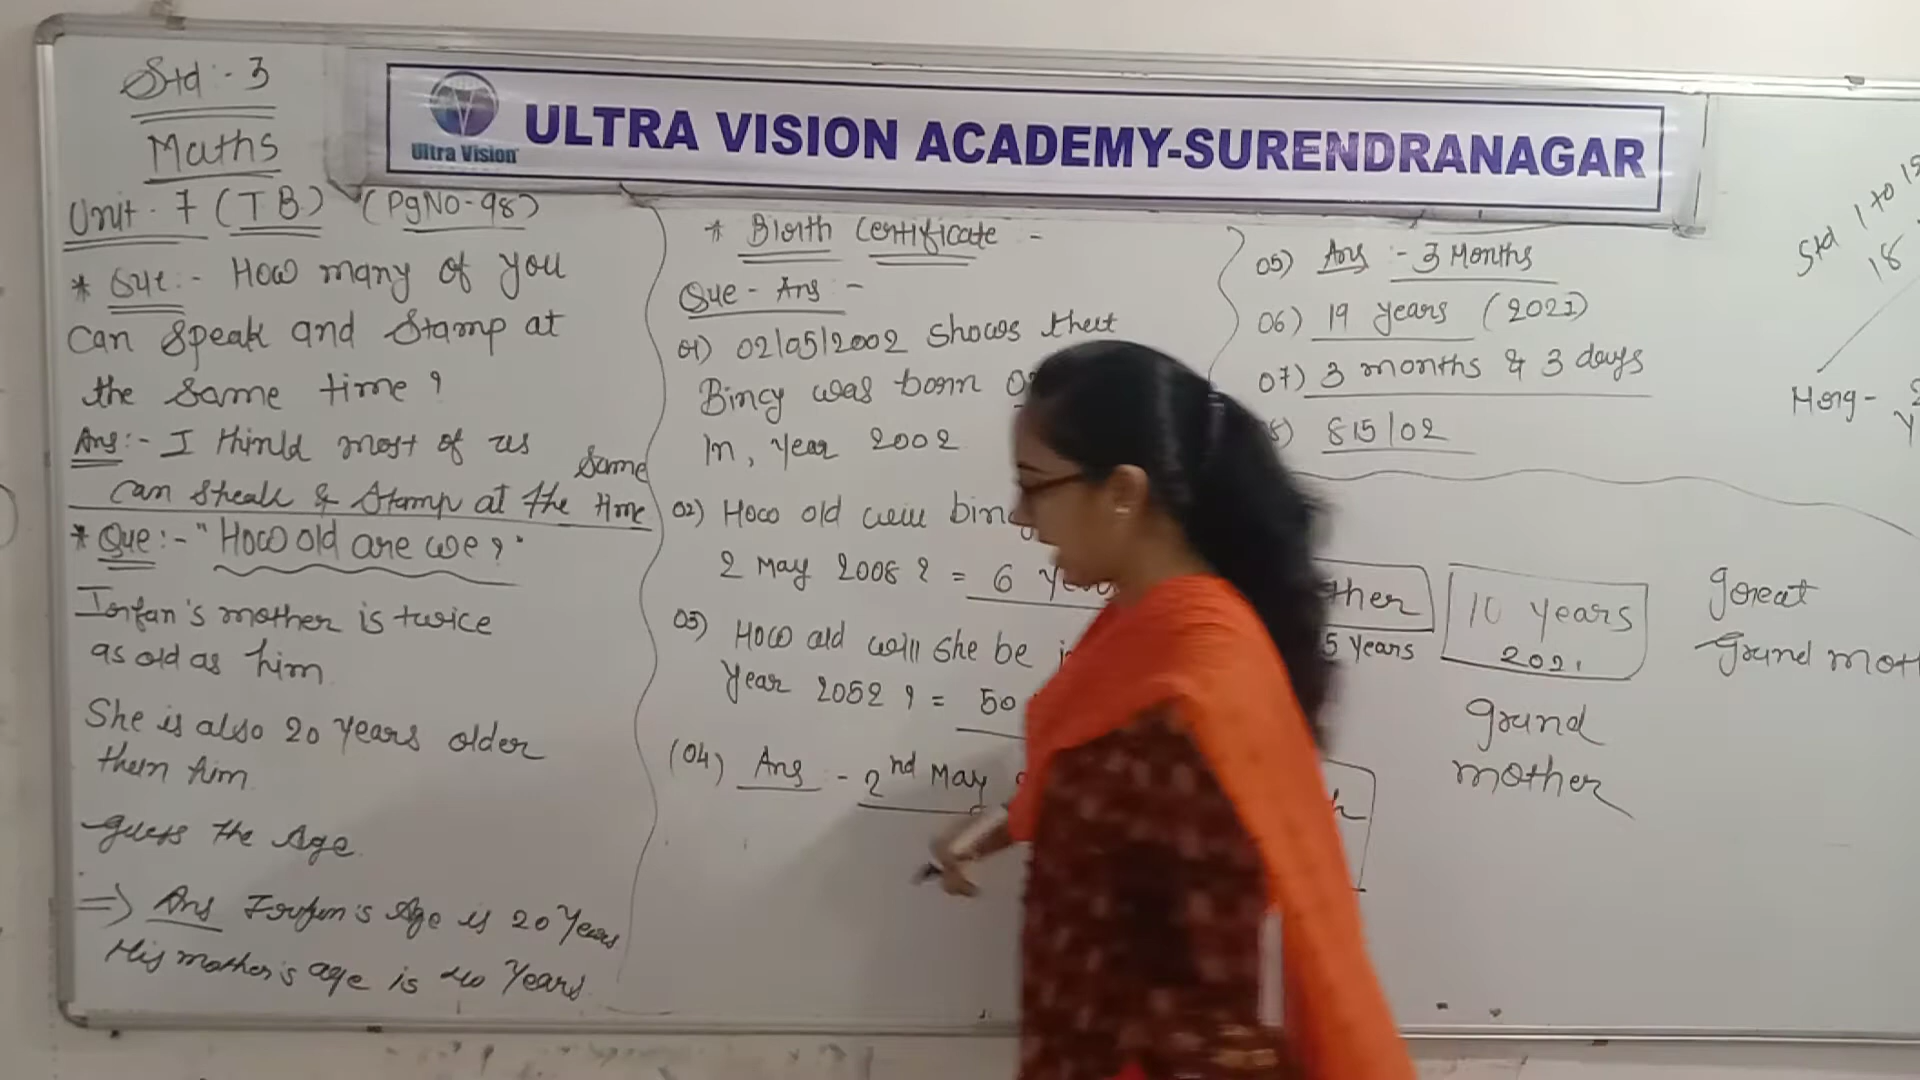 Std:- 3
Maths
Unit-7 (T.B.) (PgNO-98)
* Que:- How many of you
can speak and Stamp at
the same time?
Ans:- I think most of us
can Speak & Stamp at the same time
* Que:- "How old are we?"
Irfan's mother is twice
as old as him.
She is also 20 years older
then him.
guess the Age.
=> Ans Irfan's Age is 20 Years
His mother's age is 40 Years.
Ultra Vision
ULTRA VISION ACADEMY-SURENDRANAGAR
* Birth Certificate -
Que - Ans :-
01) 02/05/2002 shows that
Bincy was born
In, year 2002
02) How old will
2 May 2008? = 6
03) How old will she be
Year 2052? = 50
(04) Ans :- 2nd May
05) Ans :- 3 Months
06) 19 years (2021)
07) 3 months & 3 days
815/02
ther
5 years
10 years
2021
grand
mother
great
Std 1 to
18